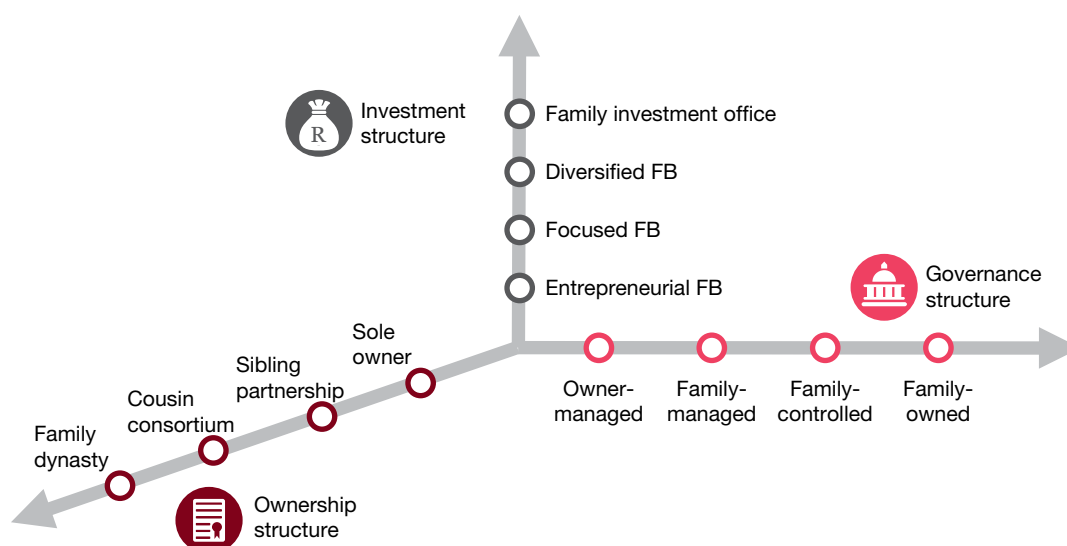 Investment
structure
R
Family investment office
Diversified FB
Focused FB
Entrepreneurial FB
Governance
structure
Owner-
managed
Family-
managed
Family-
controlled
Family-
owned
Sole
owner
Sibling
partnership
Cousin
consortium
Family
dynasty
Ownership
structure